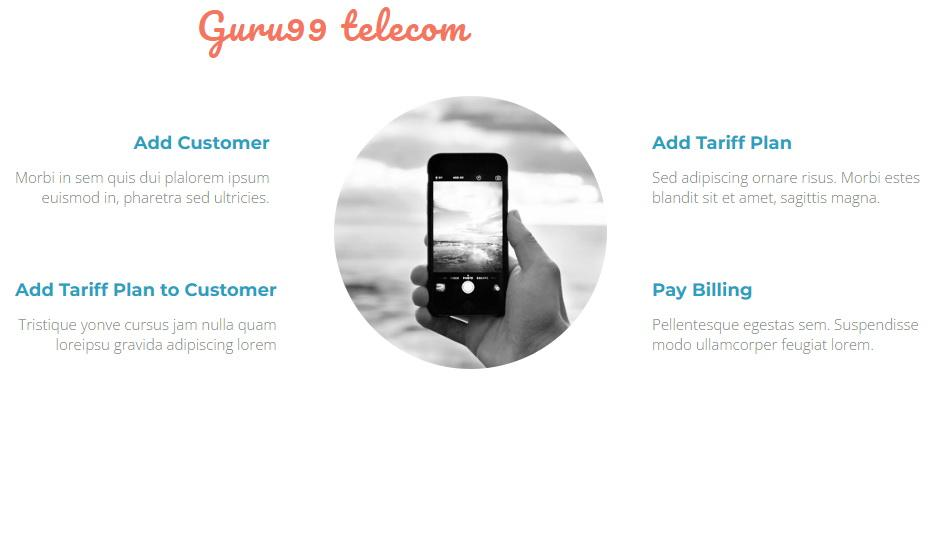 Guru99 telecom
Add Customer
Morbi in sem quis dui plalorem ipsum
euismod in, pharetra sed ultricies.
Add Tariff Plan
Sed adipiscing ornare risus. Morbi estes
blandit sit et amet, sagittis magna.
Add Tariff Plan to Customer
Tristique yonve cursus jam nulla quam
loreipsu gravida adipiscing lorem
Pay Billing
Pellentesque egestas sem. Suspendisse
modo ullamcorper feugiat lorem.